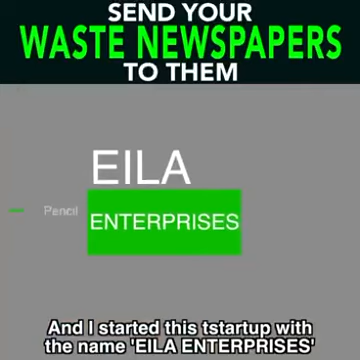 SEND YOUR
WASTE NEWSPAPERS
TO THEM
EILA
Pencil
ENTERPRISES
And I started this tstartup with
the name 'EILA ENTERPRISES'